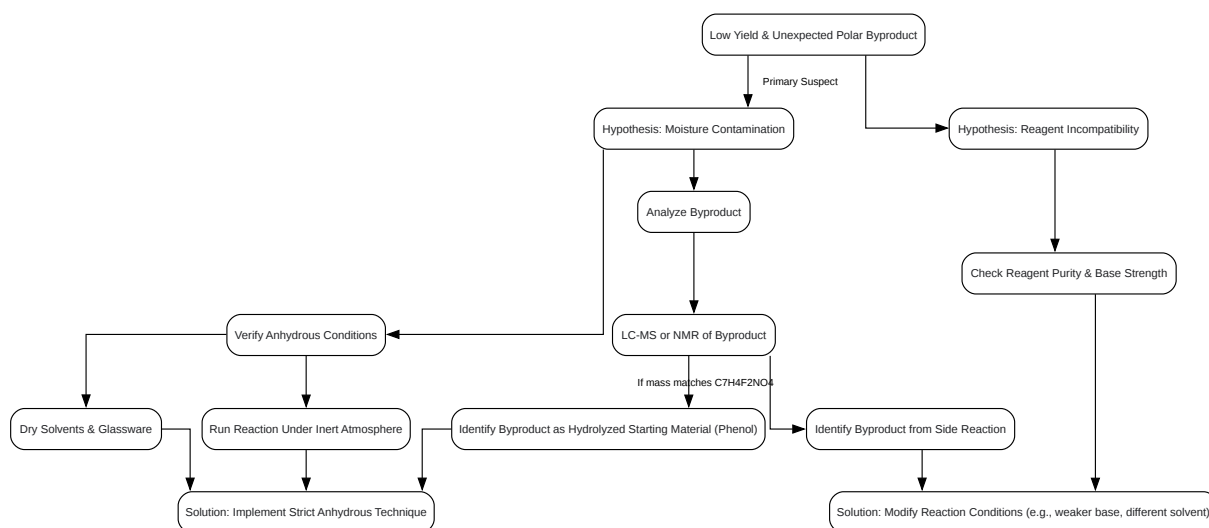 Low Yield & Unexpected Polar Byproduct
Primary Suspect
Hypothesis: Moisture Contamination
Hypothesis: Reagent Incompatibility
Analyze Byproduct
Check Reagent Purity & Base Strength
Verify Anhydrous Conditions
LC-MS or NMR of Byproduct
If mass matches C7H4F2NO4
Dry Solvents & Glassware
Run Reaction Under Inert Atmosphere
Identify Byproduct as Hydrolyzed Starting Material (Phenol)
Identify Byproduct from Side Reaction
Solution: Implement Strict Anhydrous Technique
Solution: Modify Reaction Conditions (e.g., weaker base, different solvent)